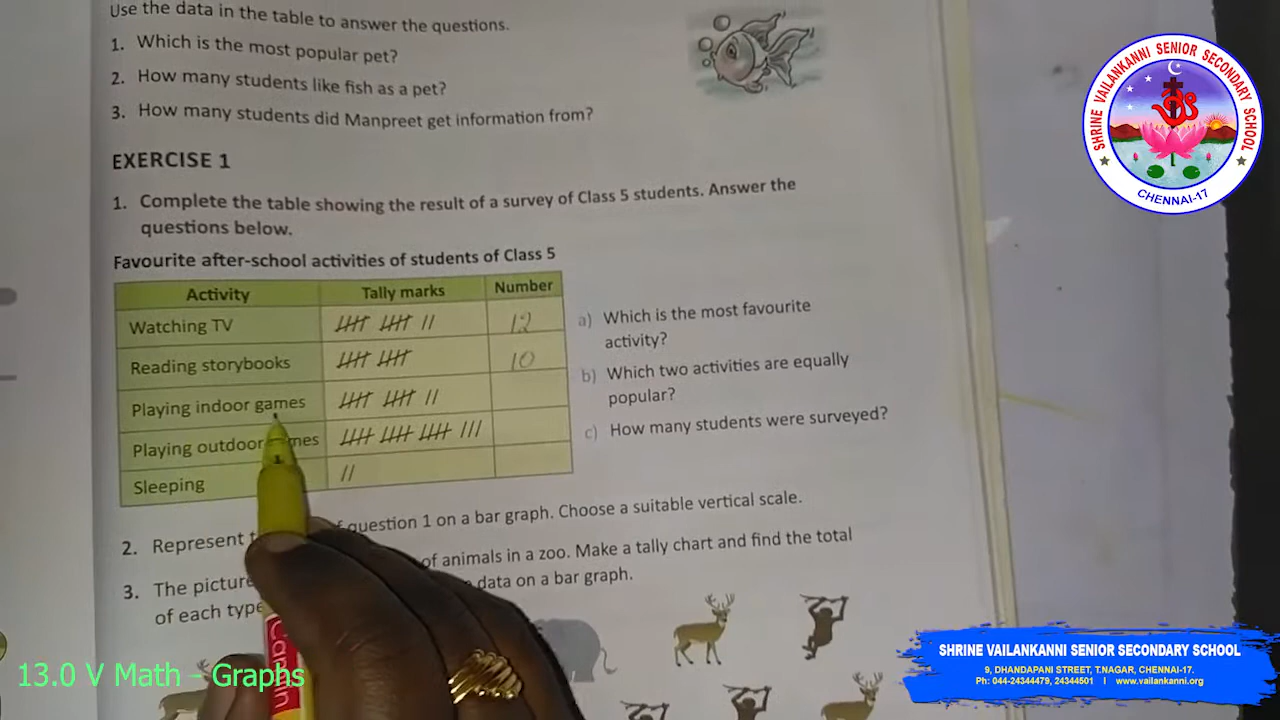 Use the data in the table to answer the questions.
1. Which is the most popular pet?
2. How many students like fish as a pet?
3. How many students did Manpreet get information from?
EXERCISE 1
1. Complete the table showing the result of a survey of Class 5 students. Answer the
questions below.
Favourite after-school activities of students of Class 5
Activity Tally marks Number
Watching TV 12
Reading storybooks 10
Playing indoor games
Playing outdoor
Sleeping
a) Which is the most favourite
activity?
b) Which two activities are equally
popular?
c) How many students were surveyed?
2. Represent question 1 on a bar graph. Choose a suitable vertical scale.
3. The picture of animals in a zoo. Make a tally chart and find the total
of each type data on a bar graph.
13.0 V Math - Graphs
SHRINE VAILANKANNI SENIOR SECONDARY SCHOOL
CHENNAI-17
SHRINE VAILANKANNI SENIOR SECONDARY SCHOOL
9, DHANDAPANI STREET, T.NAGAR, CHENNAI-17.
Ph: 044-24344479, 24344501 I www.vailankanni.org